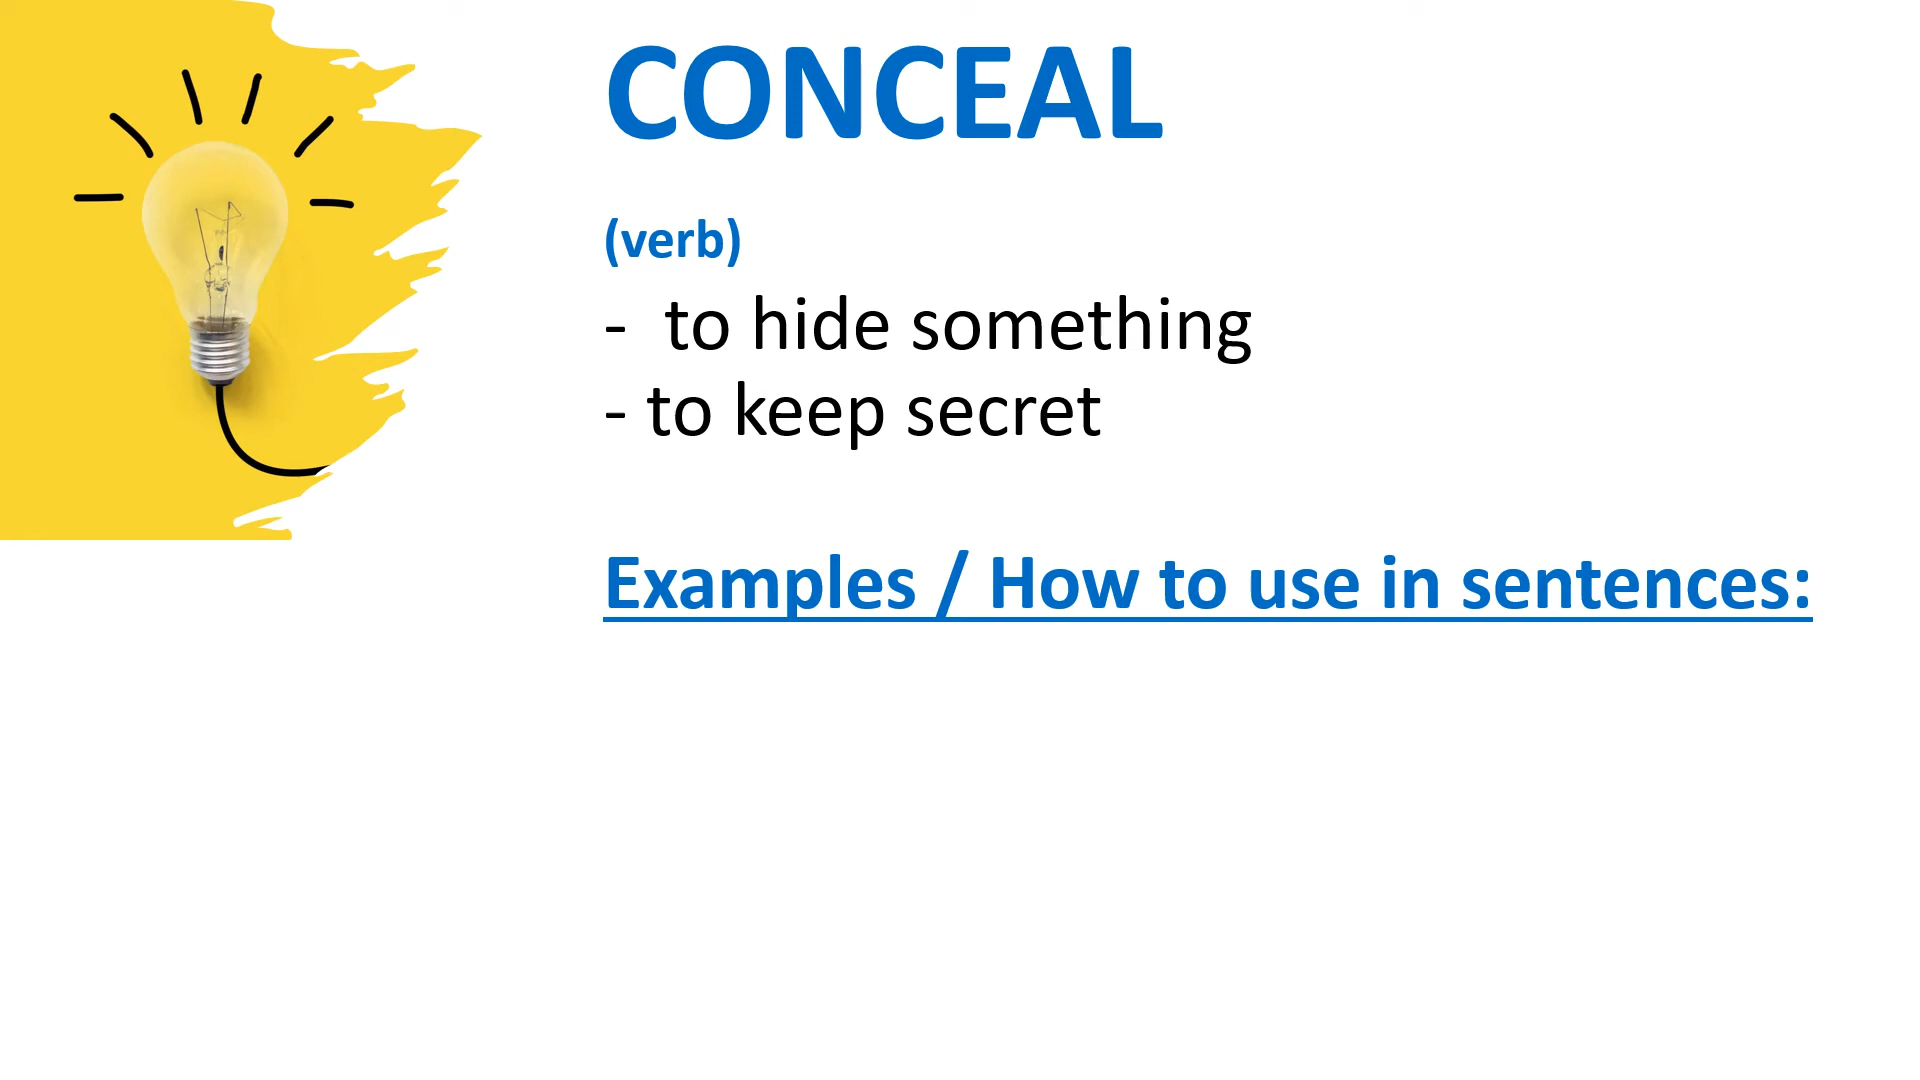 CONCEAL
(verb)
- to hide something
- to keep secret
Examples / How to use in sentences: